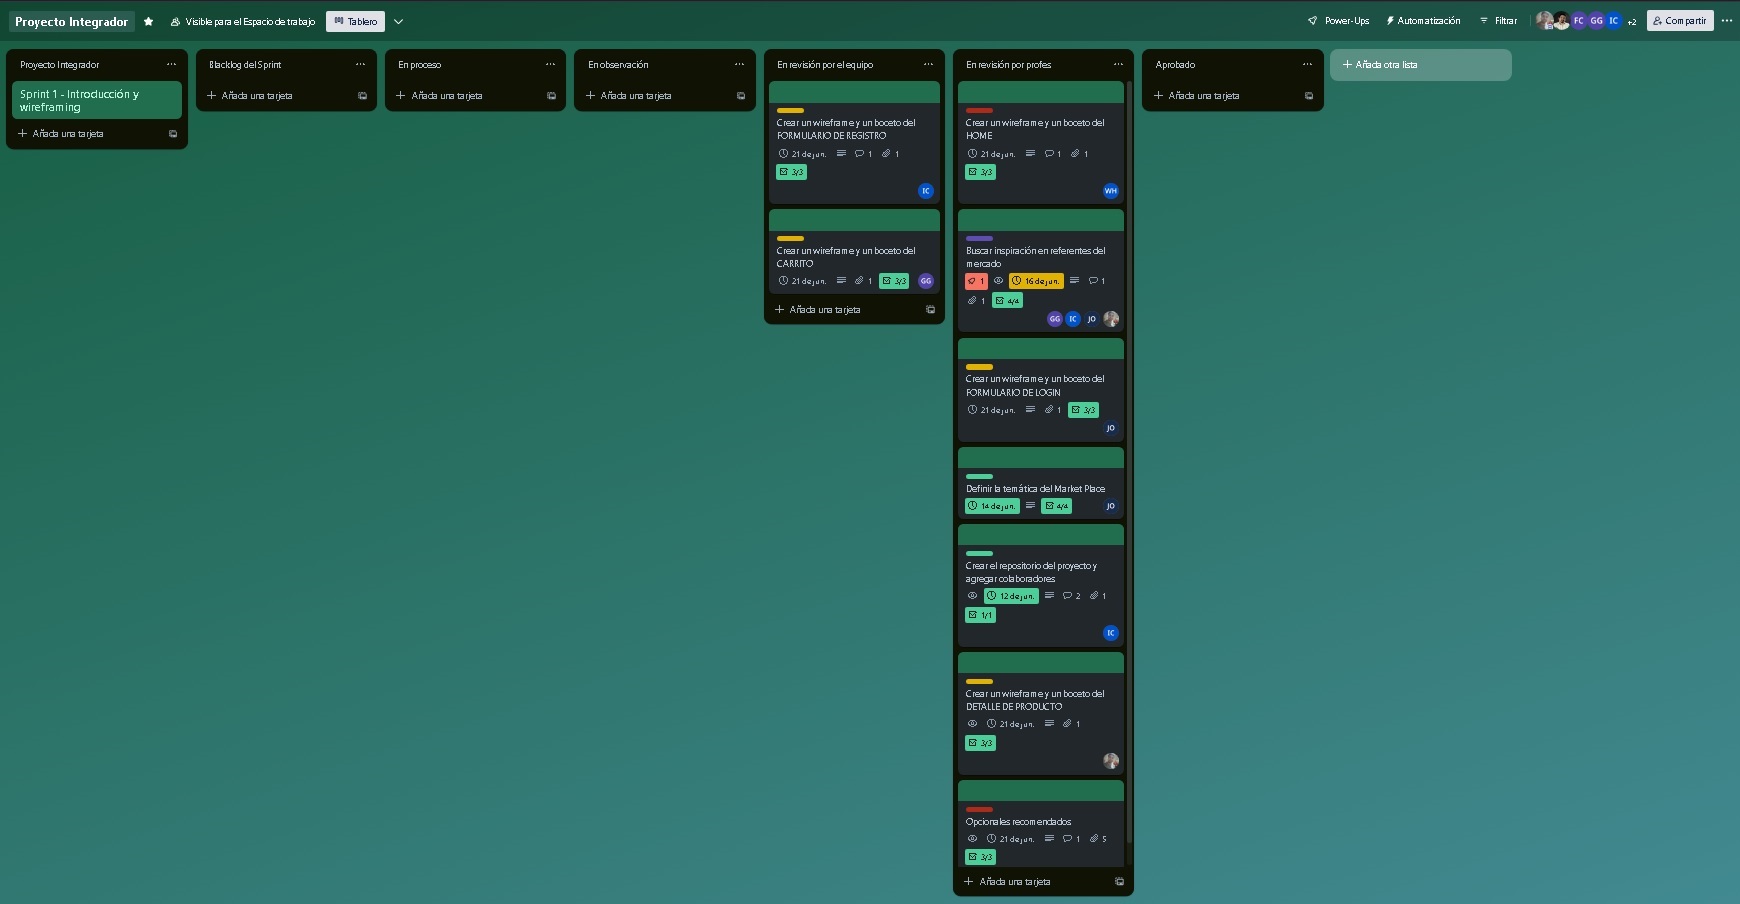 Proyecto Integrador
Visible para el Espacio de trabajo
Tablero
Power-Ups
Automatización
Filtrar
FC
GG
IC
+2
Compartir
Proyecto Integrador
Sprint 1 - Introducción y
wireframing
Añada una tarjeta
Blacklog del Sprint
Añada una tarjeta
En proceso
Añada una tarjeta
En observación
Añada una tarjeta
En revisión por el equipo
Crear un wireframe y un boceto del
FORMULARIO DE REGISTRO
21 de jun. 1 1
3/3
IC
Crear un wireframe y un boceto del
CARRITO
21 de jun. 1 3/3 GG
Añada una tarjeta
En revisión por profes
Crear un wireframe y un boceto del
HOME
21 de jun. 1 1
3/3
WH
Buscar inspiración en referentes del
mercado
1 16 de jun. 1
1 4/4
GG IC JO
Crear un wireframe y un boceto del
FORMULARIO DE LOGIN
21 de jun. 1 3/3
JO
Definir la temática del Market Place
14 de jun. 4/4 JO
Crear el repositorio del proyecto y
agregar colaboradores
12 de jun. 2 1
1/1
IC
Crear un wireframe y un boceto del
DETALLE DE PRODUCTO
21 de jun. 1
3/3
Opcionales recomendados
21 de jun. 1 5
3/3
Añada una tarjeta
Aprobado
Añada una tarjeta
Añada otra lista